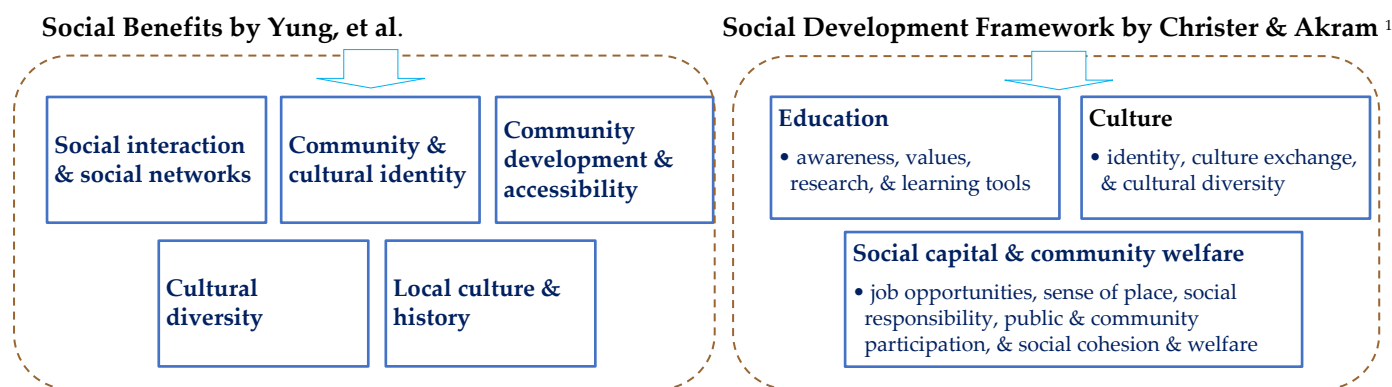 Social Benefits by Yung, et al.
Social interaction
& social networks
Community &
cultural identity
Community
development &
accessibility
Cultural
diversity
Local culture &
history
Social Development Framework by Christer & Akram 1
Education
• awareness, values,
research, & learning tools
Culture
• identity, culture exchange,
& cultural diversity
Social capital & community welfare
• job opportunities, sense of place, social
responsibility, public & community
participation, & social cohesion & welfare